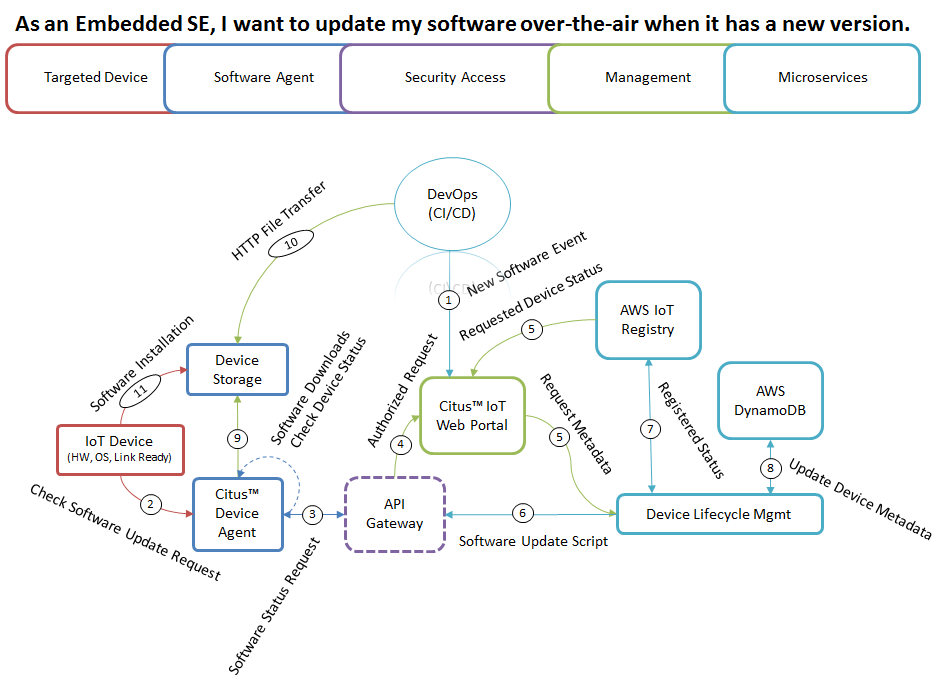 As an Embedded SE, I want to update my software over-the-air when it has a new version.
Targeted Device
Software Agent
Security Access
Management
Microservices
DevOps
(CI/CD)
(CI/CD)
HTTP File Transfer
10
1
New Software Event
Requested Device Status
5
AWS IoT
Registry
Software Installation
11
Device
Storage
Software Downloads
Check Device Status
Authorized Request
4
Citus™ IoT
Web Portal
Request Metadata
5
7
Registered Status
AWS
DynamoDB
IoT Device
(HW, OS, Link Ready)
9
8
Update Device Metadata
Check Software Update Request
2
Citus™
Device
Agent
3
Software Status Request
API
Gateway
6
Software Update Script
Device Lifecycle Mgmt